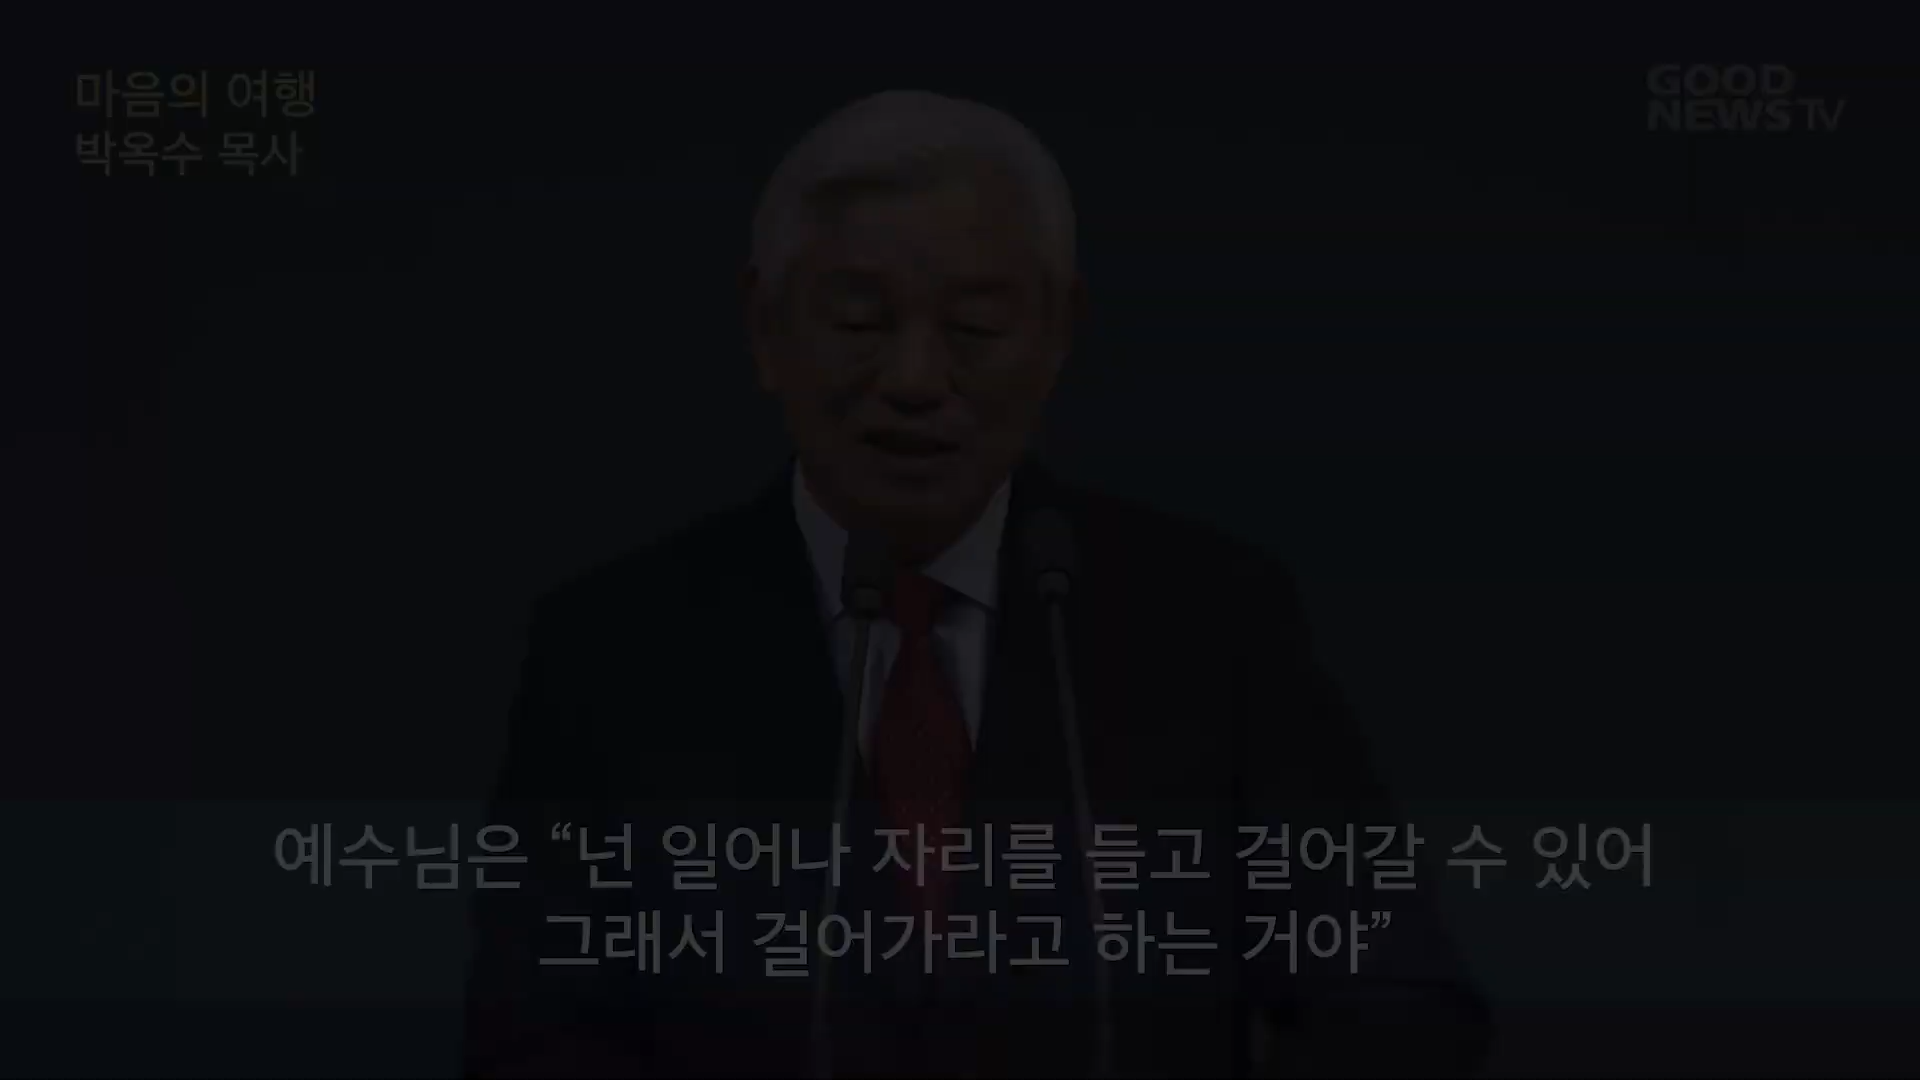 마음의 여행
박옥수 목사
GOOD
NEWS TV
예수님은 “넌 일어나 자리를 들고 걸어갈 수 있어
그래서 걸어가라고 하는 거야”